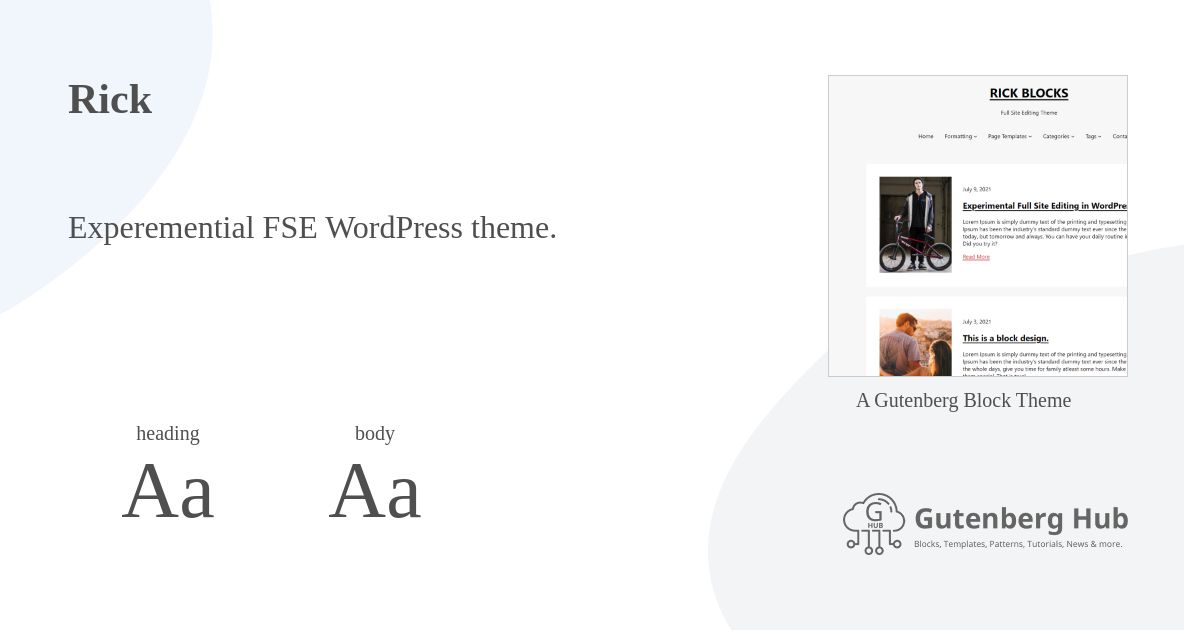 Rick
Experemential FSE WordPress theme.
heading
Aa
body
Aa
RICK BLOCKS
Full Site Editing Theme
Home Formatting Page Templates Categories Tags Conta
July 9, 2021
Experimental Full Site Editing in WordPre
Lorem Ipsum is simply dummy text of the printing and typesetting
Ipsum has been the industry's standard dummy text ever since the
today, but tomorrow and always. You can have your daily routine i
Did you try it?
Read More
July 3, 2021
This is a block design.
Lorem Ipsum is simply dummy text of the printing and typesetting
Ipsum has been the industry's standard dummy text ever since the
the whole days, give you time for family atleast some hours. Make
A Gutenberg Block Theme
G
HUB
Gutenberg Hub
Blocks, Templates, Patterns, Tutorials, News & more.